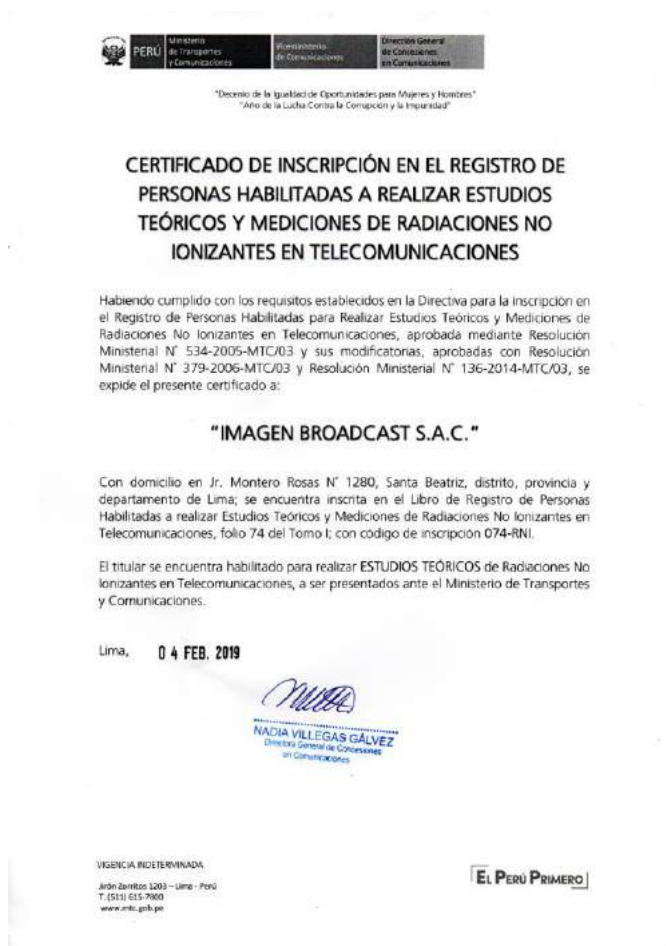 PERÚ
Ministerio
de Transportes
y Comunicaciones
Viceministerio
de Comunicaciones
Dirección General
de Concesiones
en Comunicaciones
"Decenio de la Igualdad de Oportunidades para Mujeres y Hombres"
"Año de la Lucha Contra la Corrupción y la Impunidad"
CERTIFICADO DE INSCRIPCIÓN EN EL REGISTRO DE
PERSONAS HABILITADAS A REALIZAR ESTUDIOS
TEÓRICOS Y MEDICIONES DE RADIACIONES NO
IONIZANTES EN TELECOMUNICACIONES
Habiendo cumplido con los requisitos establecidos en la Directiva para la inscripción en
el Registro de Personas Habilitadas para Realizar Estudios Teóricos y Mediciones de
Radiaciones No Ionizantes en Telecomunicaciones, aprobada mediante Resolución
Ministerial N° 534-2005-MTC/03 y sus modificatorias, aprobadas con Resolución
Ministerial N° 379-2006-MTC/03 y Resolución Ministerial N° 136-2014-MTC/03, se
expide el presente certificado a:
"IMAGEN BROADCAST S.A.C."
Con domicilio en Jr. Montero Rosas N° 1280, Santa Beatriz, distrito, provincia y
departamento de Lima; se encuentra inscrita en el Libro de Registro de Personas
Habilitadas a realizar Estudios Teóricos y Mediciones de Radiaciones No Ionizantes en
Telecomunicaciones, folio 74 del Tomo I; con código de inscripción 074-RNI.
El titular se encuentra habilitado para realizar ESTUDIOS TEÓRICOS de Radiaciones No
Ionizantes en Telecomunicaciones, a ser presentados ante el Ministerio de Transportes
y Comunicaciones.
Lima, 04 FEB. 2019
NADIA VILLEGAS GÁLVEZ
Directora General de Concesiones
en Comunicaciones
VIGENCIA INDETERMINADA
Jirón Zorritos 1203 – Lima - Perú
T. (511) 615-7800
www.mtc.gob.pe
EL PERÚ PRIMERO